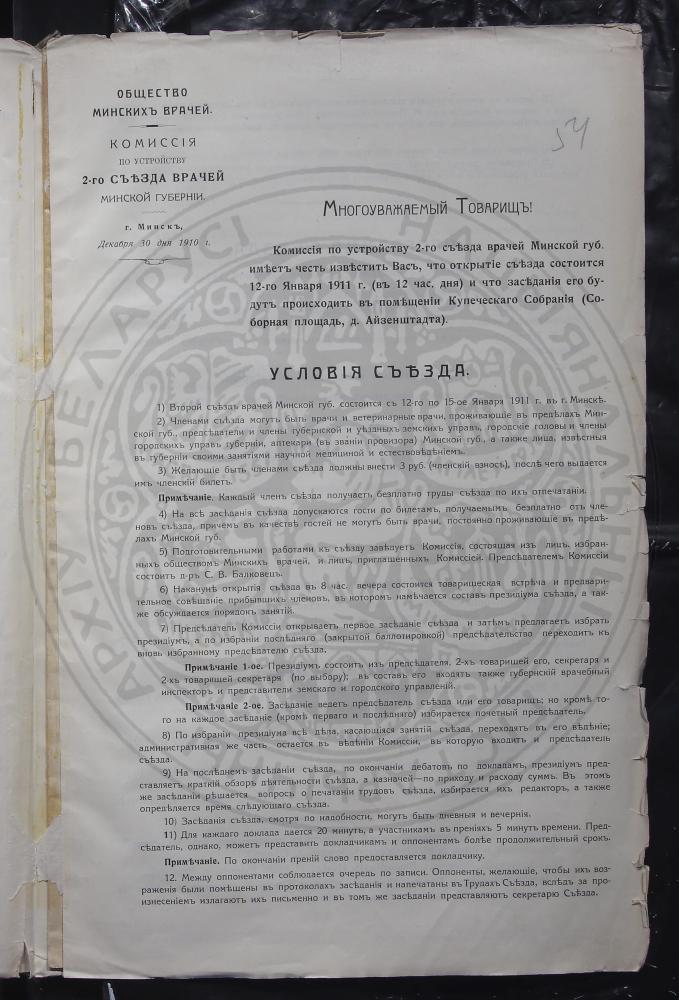 ОБЩЕСТВО
МИНСКИХЪ ВРАЧЕЙ.
КОМИССІЯ
ПО УСТРОЙСТВУ
2-го СЪѢЗДА ВРАЧЕЙ
МИНСКОЙ ГУБЕРНІИ.
г. Минскъ,
Декабря 30 дня 1910 г.
54
Многоуважаемый Товарищъ!
Комиссія по устройству 2-го съѣзда врачей Минской губ.
имѣетъ честь извѣстить Васъ, что открытіе съѣзда состоится
12-го Января 1911 г. (въ 12 час. дня) и что засѣданія его бу-
дутъ происходить въ помѣщеніи Купеческаго Собранія (Со-
борная площадь, д. Айзенштадта).
УСЛОВІЯ СЪѢЗДА.
1) Второй съѣздъ врачей Минской губ. состоится съ 12-го по 15-ое Января 1911 г. въ г. Минскѣ.
2) Членами съѣзда могутъ быть врачи и ветеринарные врачи, проживающіе въ предѣлахъ Мин-
ской губ., предсѣдатели и члены губернской и уѣздныхъ земскихъ управъ, городскіе головы и члены
городскихъ управъ губерніи, аптекари (въ званіи провизора) Минской губ., а также лица, извѣстныя
въ губерніи своими занятіями научной медициной и естествовѣдѣніемъ.
3) Желающіе быть членами съѣзда должны внести 3 руб. (членскій взносъ), послѣ чего выдается
имъ членскій билетъ.
Примѣчаніе. Каждый членъ съѣзда получаетъ безплатно труды съѣзда по ихъ отпечатаніи.
4) На всѣ засѣданія съѣзда допускаются гости по билетамъ, получаемымъ безплатно отъ чле-
новъ съѣзда, причемъ въ качествѣ гостей не могутъ быть врачи, постоянно проживающіе въ предѣ-
лахъ Минской губ.
5) Подготовительными работами къ съѣзду завѣдуетъ Комиссія, состоящая изъ лицъ, избран-
ныхъ обществомъ Минскихъ врачей, и лицъ, приглашенныхъ Комиссіей. Предсѣдателемъ Комиссіи
состоитъ д-ръ С. В. Балковецъ.
6) Наканунѣ открытія съѣзда въ 8 час. вечера состоится товарищеская встрѣча и предвари-
тельное совѣщаніе прибывшихъ членовъ, въ которомъ намѣчается составъ президіума съѣзда, а так-
же обсуждается порядокъ занятій.
7) Предсѣдатель Комиссіи открываетъ первое засѣданіе съѣзда и затѣмъ предлагаетъ избрать
президіумъ, а по избраніи послѣдняго (закрытой баллотировкой) предсѣдательство переходитъ къ
вновь избранному предсѣдателю съѣзда.
Примѣчаніе 1-ое. Президіумъ состоитъ изъ предсѣдателя, 2-хъ товарищей его, секретаря и
2-хъ товарищей секретаря (по выбору); въ составъ его входятъ также губернскій врачебный
инспекторъ и представители земскаго и городского управленій.
Примѣчаніе 2-ое. Засѣданіе ведетъ предсѣдатель съѣзда или его товарищъ; но кромѣ то-
го на каждое засѣданіе (кромѣ перваго и послѣдняго) избирается почетный предсѣдатель.
8) По избраніи президіума всѣ дѣла, касающіяся занятій съѣзда, переходятъ въ его вѣдѣніе;
административная же часть остается въ вѣдѣніи Комиссіи, въ которую входитъ и предсѣдатель
съѣзда.
9) На послѣднемъ засѣданіи съѣзда, по окончаніи дебатовъ по докладамъ, президіумъ пред-
ставляетъ краткій обзоръ дѣятельности съѣзда, а казначей—по приходу и расходу суммъ. Въ этомъ
же засѣданіи рѣшается вопросъ о печатаніи трудовъ съѣзда, избирается ихъ редакторъ, а также
опредѣляется время слѣдующаго съѣзда.
10) Засѣданія съѣзда, смотря по надобности, могутъ быть дневныя и вечернія.
11) Для каждаго доклада дается 20 минутъ, а участникамъ въ преніяхъ 5 минутъ времени. Пред-
сѣдатель, однако, можетъ представить докладчикамъ и оппонентамъ болѣе продолжительный срокъ.
Примѣчаніе. По окончаніи преній слово предоставляется докладчику.
12. Между оппонентами соблюдается очередь по записи. Оппоненты, желающіе, чтобы ихъ воз-
раженія были помѣщены въ протоколахъ засѣданія и напечатаны въ Трудахъ Съѣзда, вслѣдъ за про-
изнесеніемъ излагаютъ ихъ письменно и въ томъ же засѣданіи представляютъ секретарю Съѣзда.